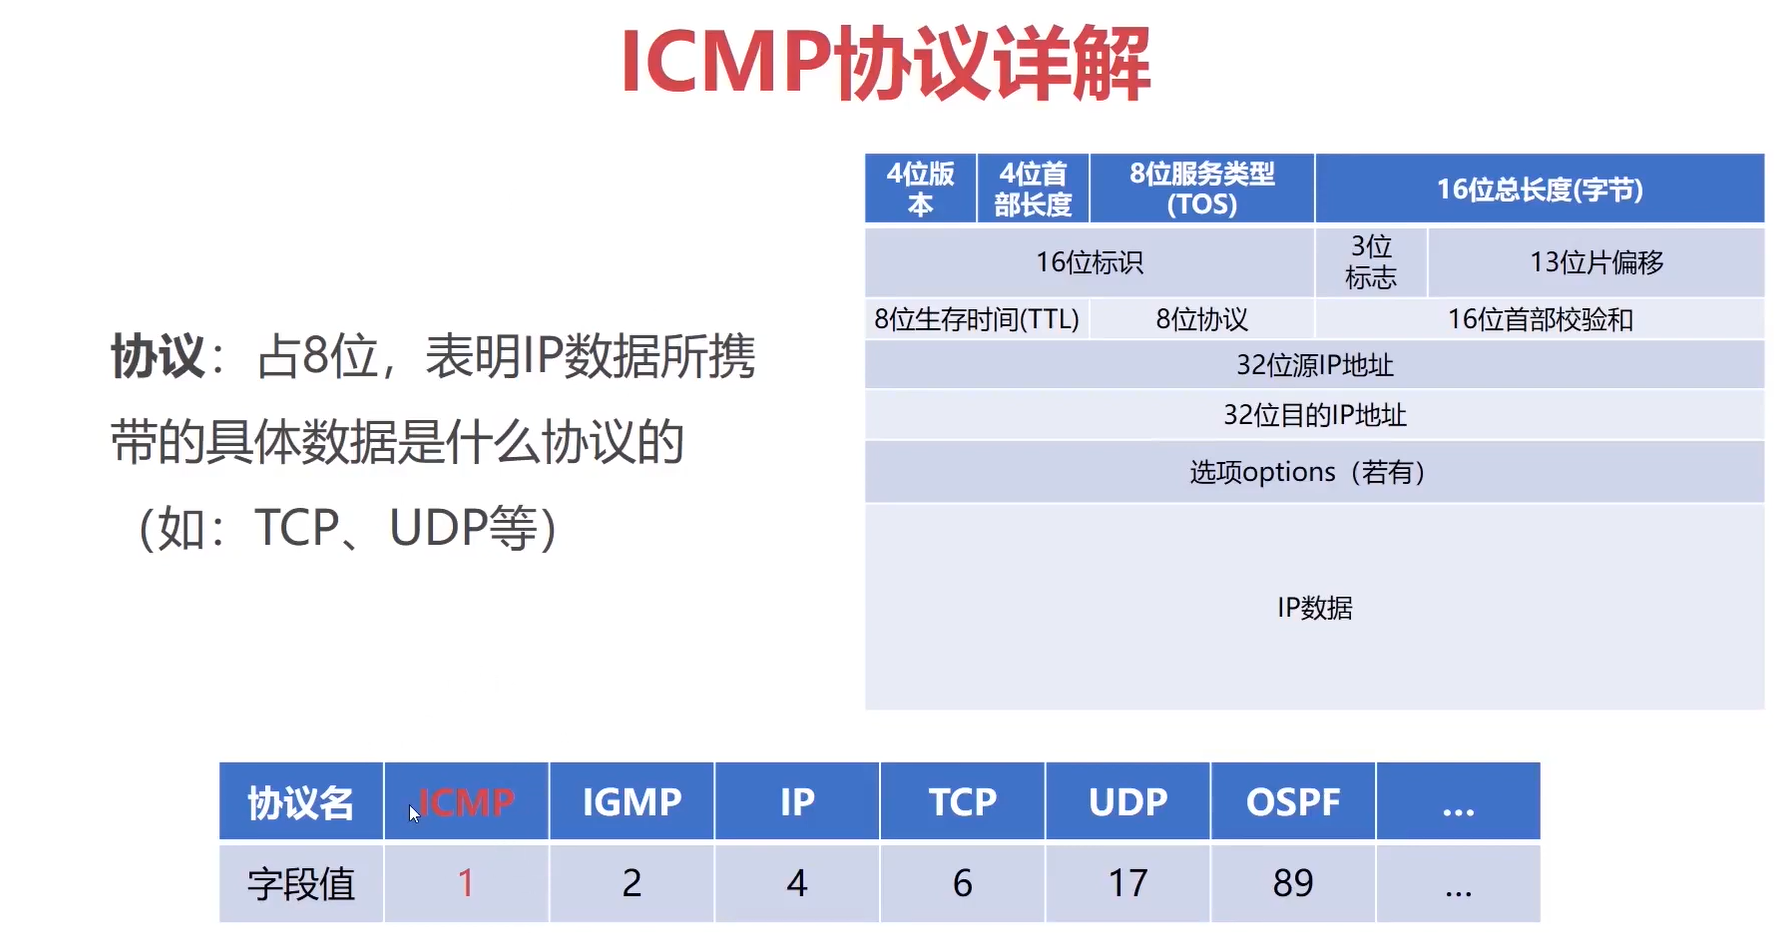 ICMP协议详解
协议：占8位，表明IP数据所携
带的具体数据是什么协议的
（如：TCP、UDP等）
4位版
本
4位首
部长度
8位服务类型
(TOS)
16位总长度(字节)
16位标识
3位
标志
13位片偏移
8位生存时间(TTL)
8位协议
16位首部校验和
32位源IP地址
32位目的IP地址
选项options（若有）
IP数据
协议名 ICMP IGMP IP TCP UDP OSPF ...
字段值 1 2 4 6 17 89 ...